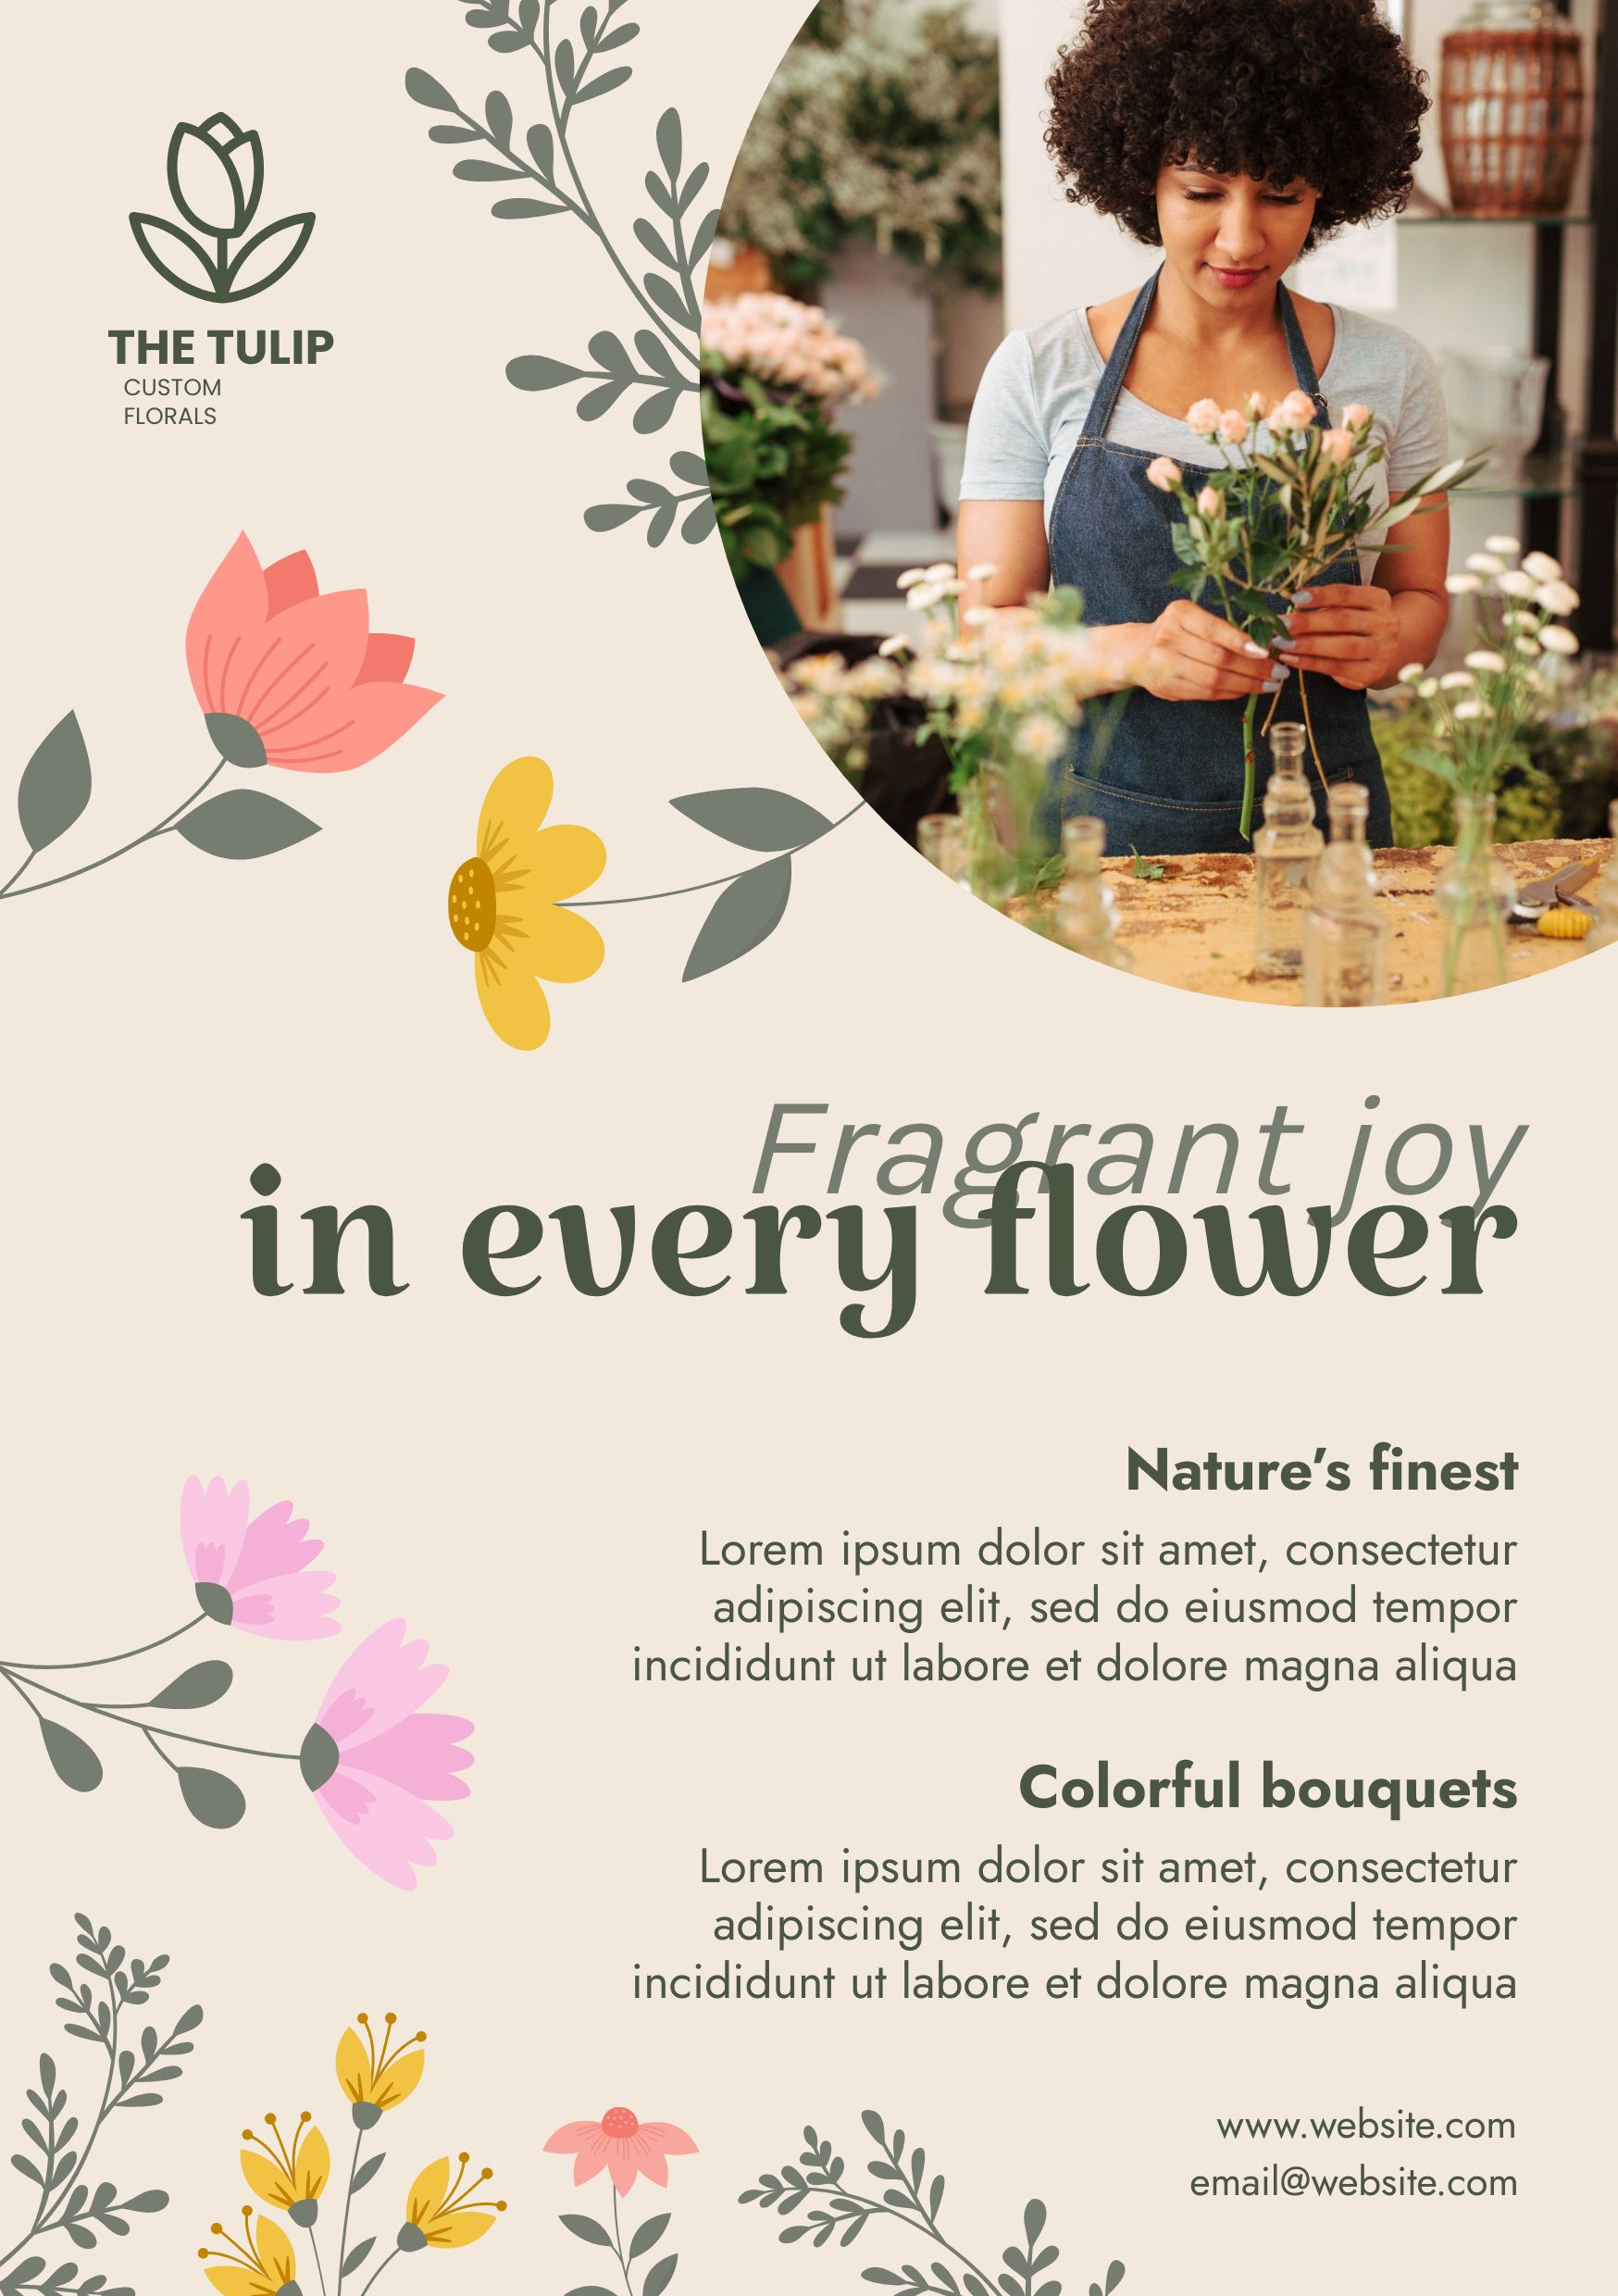 THE TULIP
CUSTOM
FLORALS
Fragrant joy
in every flower
Nature's finest
Lorem ipsum dolor sit amet, consectetur
adipiscing elit, sed do eiusmod tempor
incididunt ut labore et dolore magna aliqua
Colorful bouquets
Lorem ipsum dolor sit amet, consectetur
adipiscing elit, sed do eiusmod tempor
incididunt ut labore et dolore magna aliqua
www.website.com
email@website.com